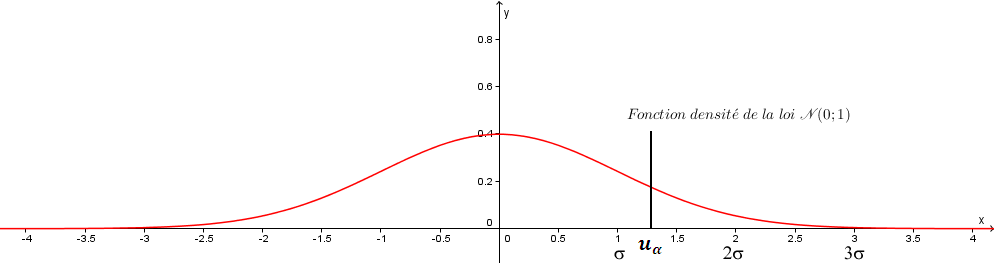 y
0.8
0.6
Fonction densité de la loi 𝒩(0;1)
0.4
0.2
0
x
-4 -3.5 -3 -2.5 -2 -1.5 -1 -0.5 0 0.5 1 1.5 2 2.5 3 3.5 4
σ uα 2σ 3σ